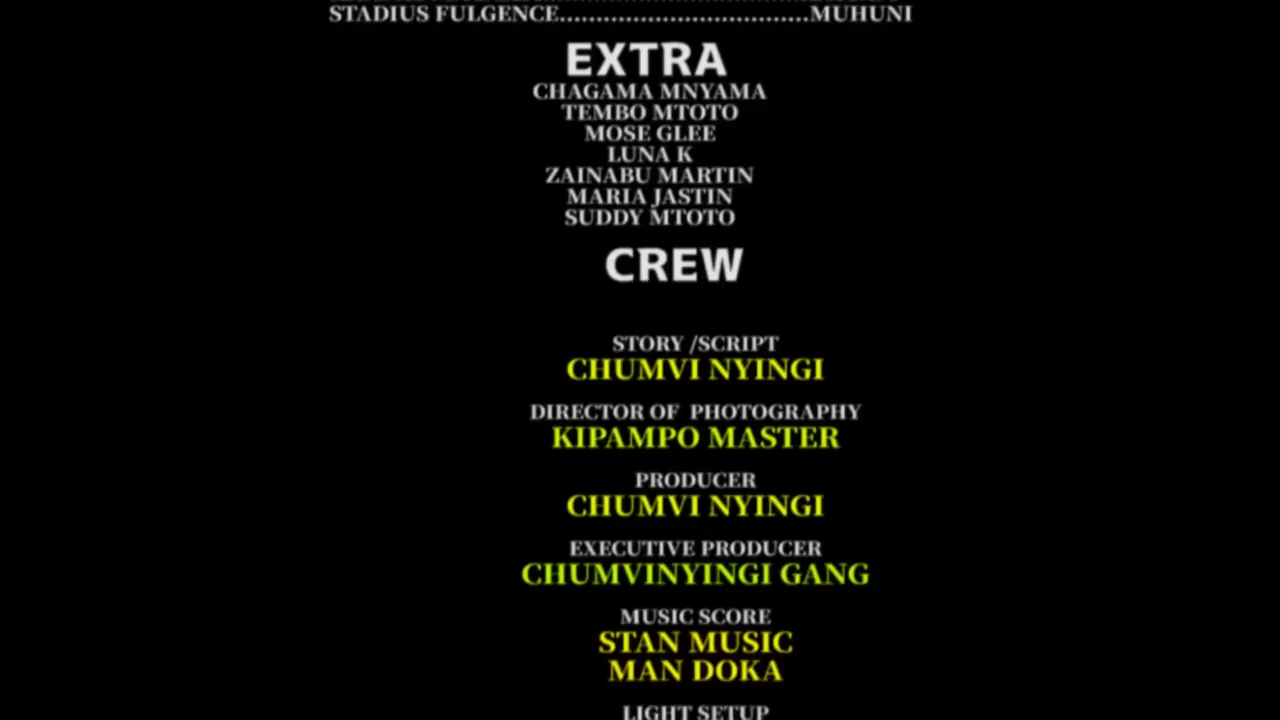 STADIUS FULGENCE..................................MUHUNI
EXTRA
CHAGAMA MNYAMA
TEMBO MTOTO
MOSE GLEE
LUNA K
ZAINABU MARTIN
MARIA JASTIN
SUDDY MTOTO
CREW
STORY /SCRIPT
CHUMVI NYINGI
DIRECTOR OF PHOTOGRAPHY
KIPAMPO MASTER
PRODUCER
CHUMVI NYINGI
EXECUTIVE PRODUCER
CHUMVINYINGI GANG
MUSIC SCORE
STAN MUSIC
MAN DOKA
LIGHT SETUP